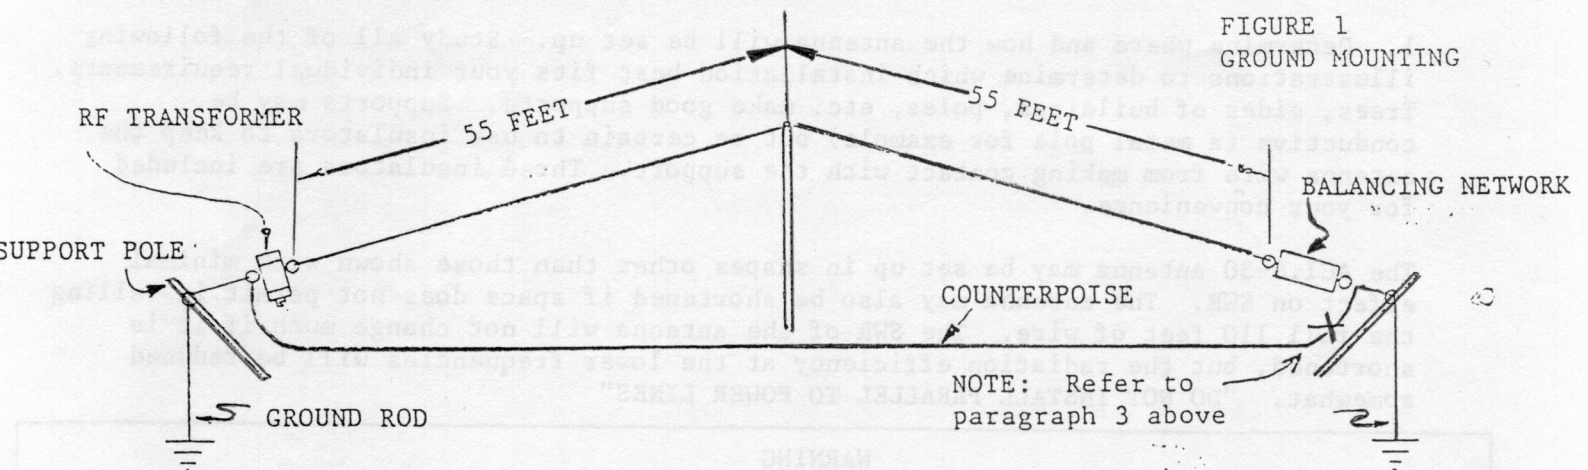 FIGURE 1
GROUND MOUNTING
RF TRANSFORMER
55 FEET
55 FEET
BALANCING NETWORK
SUPPORT POLE
COUNTERPOISE
NOTE: Refer to
paragraph 3 above
GROUND ROD